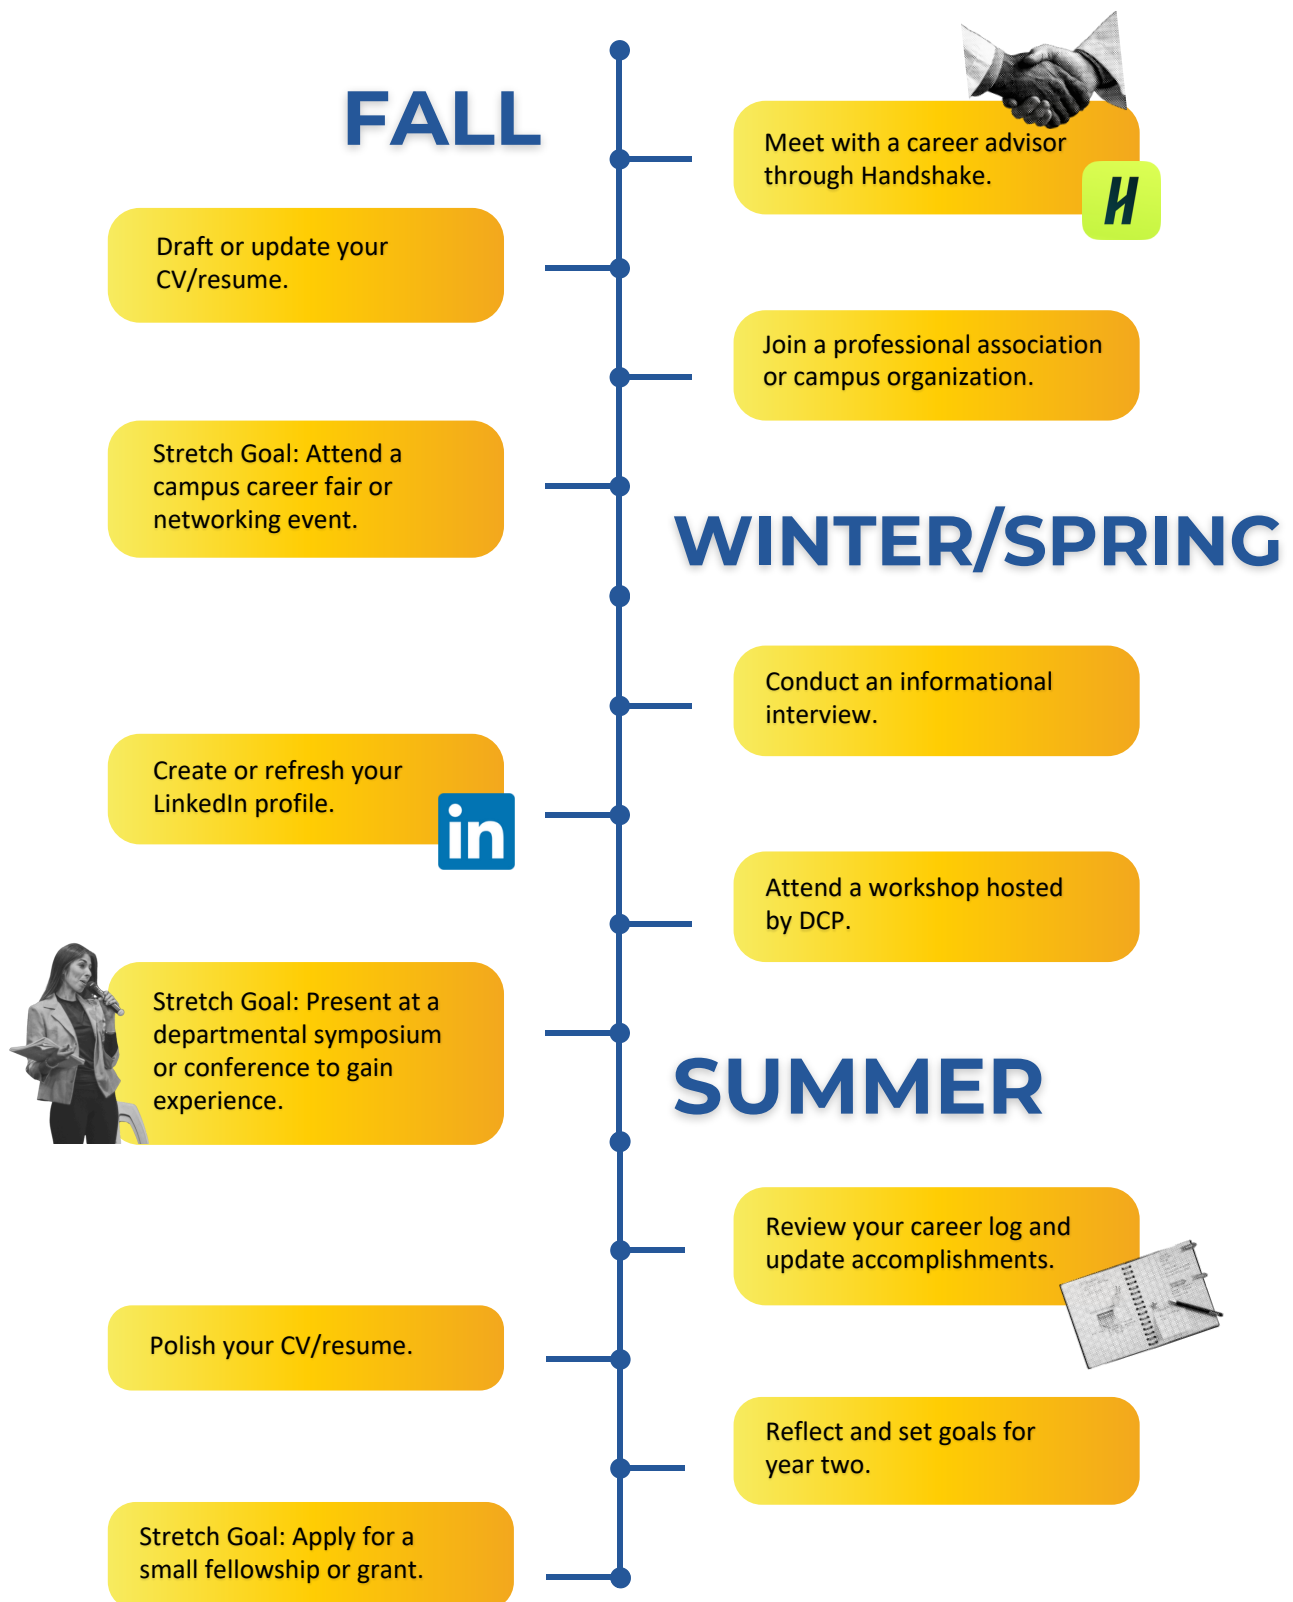 FALL
Meet with a career advisor
through Handshake.
H
Draft or update your
CV/resume.
Join a professional association
or campus organization.
Stretch Goal: Attend a
campus career fair or
networking event.
WINTER/SPRING
Conduct an informational
interview.
Create or refresh your
LinkedIn profile.
in
Attend a workshop hosted
by DCP.
Stretch Goal: Present at a
departmental symposium
or conference to gain
experience.
SUMMER
Review your career log and
update accomplishments.
Polish your CV/resume.
Reflect and set goals for
year two.
Stretch Goal: Apply for a
small fellowship or grant.